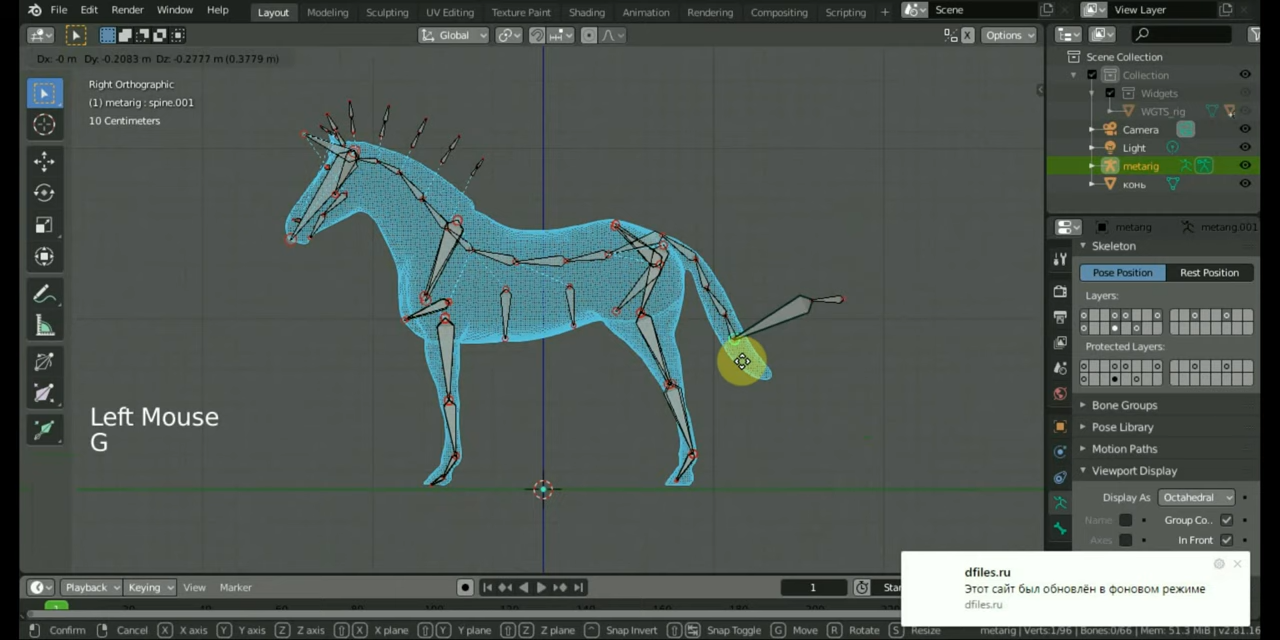 File Edit Render Window Help
Layout Modeling Sculpting UV Editing Texture Paint Shading Animation Rendering Compositing Scripting +
Scene
View Layer
Global
X
Options
Dx: -0 m Dy: -0.2083 m Dz: -0.2777 m (0.3779 m)
Right Orthographic
(1) metarig : spine.001
10 Centimeters
Left Mouse
G
Scene Collection
Collection
Widgets
WGTS_rig
Camera
Light
metarig
конь
metarig
metarig.001
Skeleton
Pose Position Rest Position
Layers:
Protected Layers:
Bone Groups
Pose Library
Motion Paths
Viewport Display
Display As Octahedral
Name Group Co..
Axes In Front
dfiles.ru
Этот сайт был обновлён в фоновом режиме
dfiles.ru
Playback Keying View Marker
1
Confirm Cancel X X axis Y Y axis Z Z axis X X plane Y Y plane Z Z plane Snap Invert Snap Toggle G Move R Rotate S Resize
metarig | Verts:1/96 | Bones:0/66 | Mem: 51.3 MiB | v2.81.16